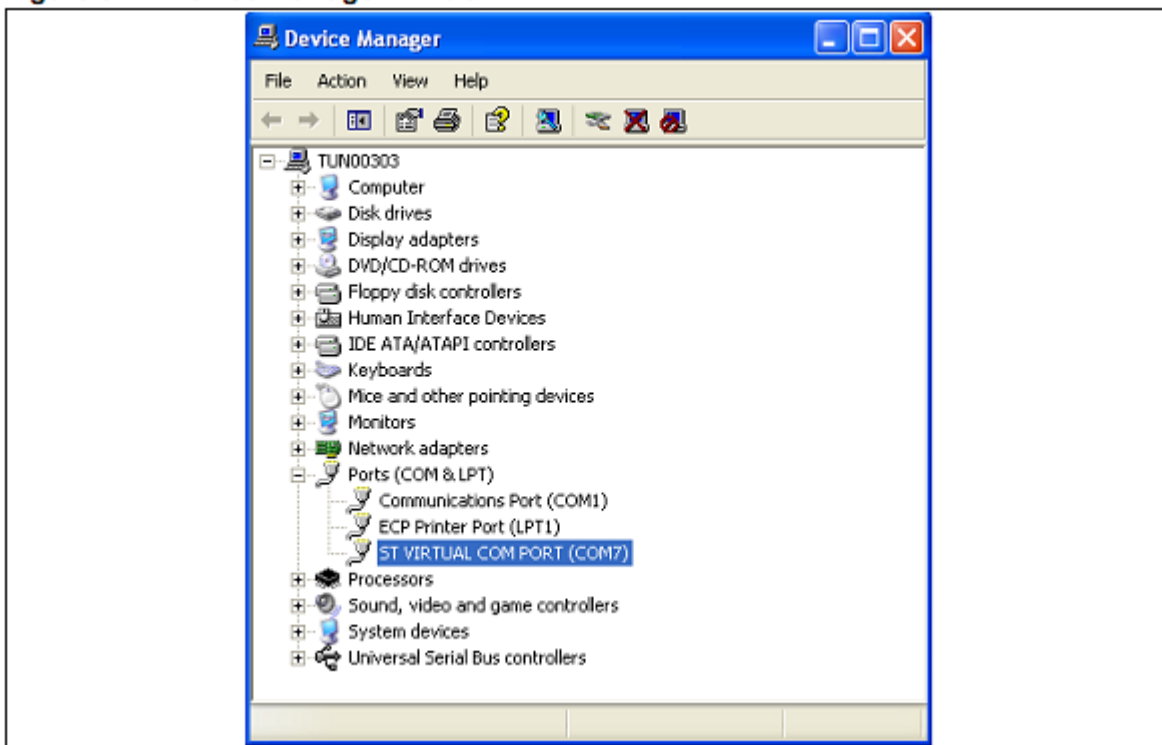 Device Manager
File Action View Help
TUN00303
Computer
Disk drives
Display adapters
DVD/CD-ROM drives
Floppy disk controllers
Human Interface Devices
IDE ATA/ATAPI controllers
Keyboards
Mice and other pointing devices
Monitors
Network adapters
Ports (COM & LPT)
Communications Port (COM1)
ECP Printer Port (LPT1)
ST VIRTUAL COM PORT (COM7)
Processors
Sound, video and game controllers
System devices
Universal Serial Bus controllers